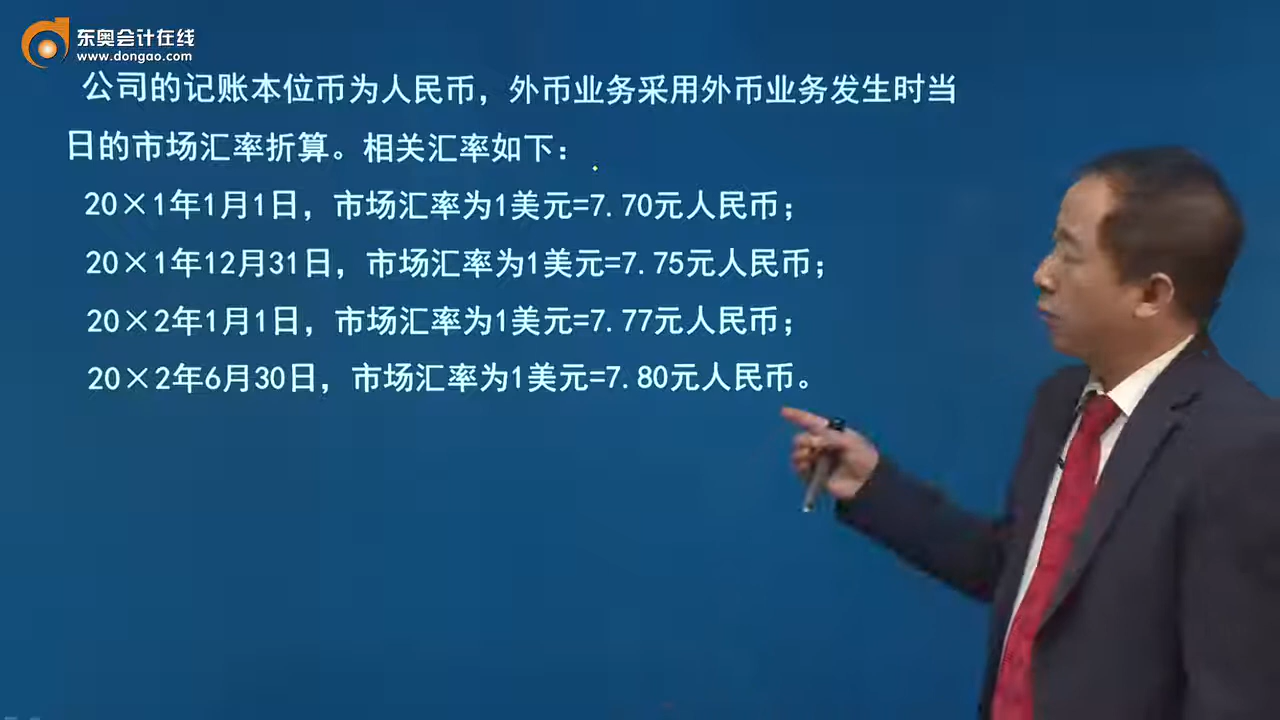 东奥会计在线
www.dongao.com
公司的记账本位币为人民币，外币业务采用外币业务发生时当
日的市场汇率折算。相关汇率如下：
20×1年1月1日，市场汇率为1美元=7.70元人民币；
20×1年12月31日，市场汇率为1美元=7.75元人民币；
20×2年1月1日，市场汇率为1美元=7.77元人民币；
20×2年6月30日，市场汇率为1美元=7.80元人民币。